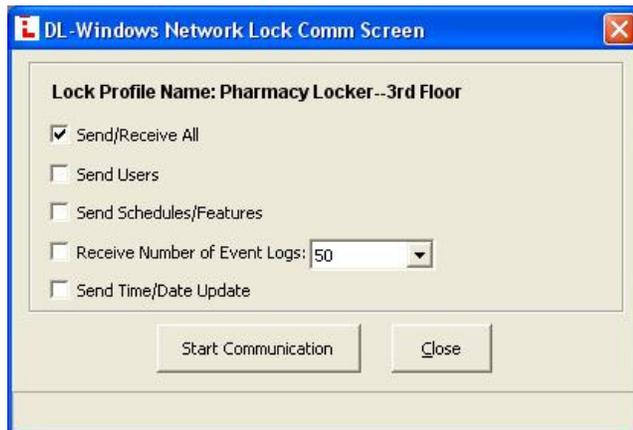 DL-Windows Network Lock Comm Screen
Lock Profile Name: Pharmacy Locker--3rd Floor
Send/Receive All
Send Users
Send Schedules/Features
Receive Number of Event Logs: 50
Send Time/Date Update
Start Communication Close